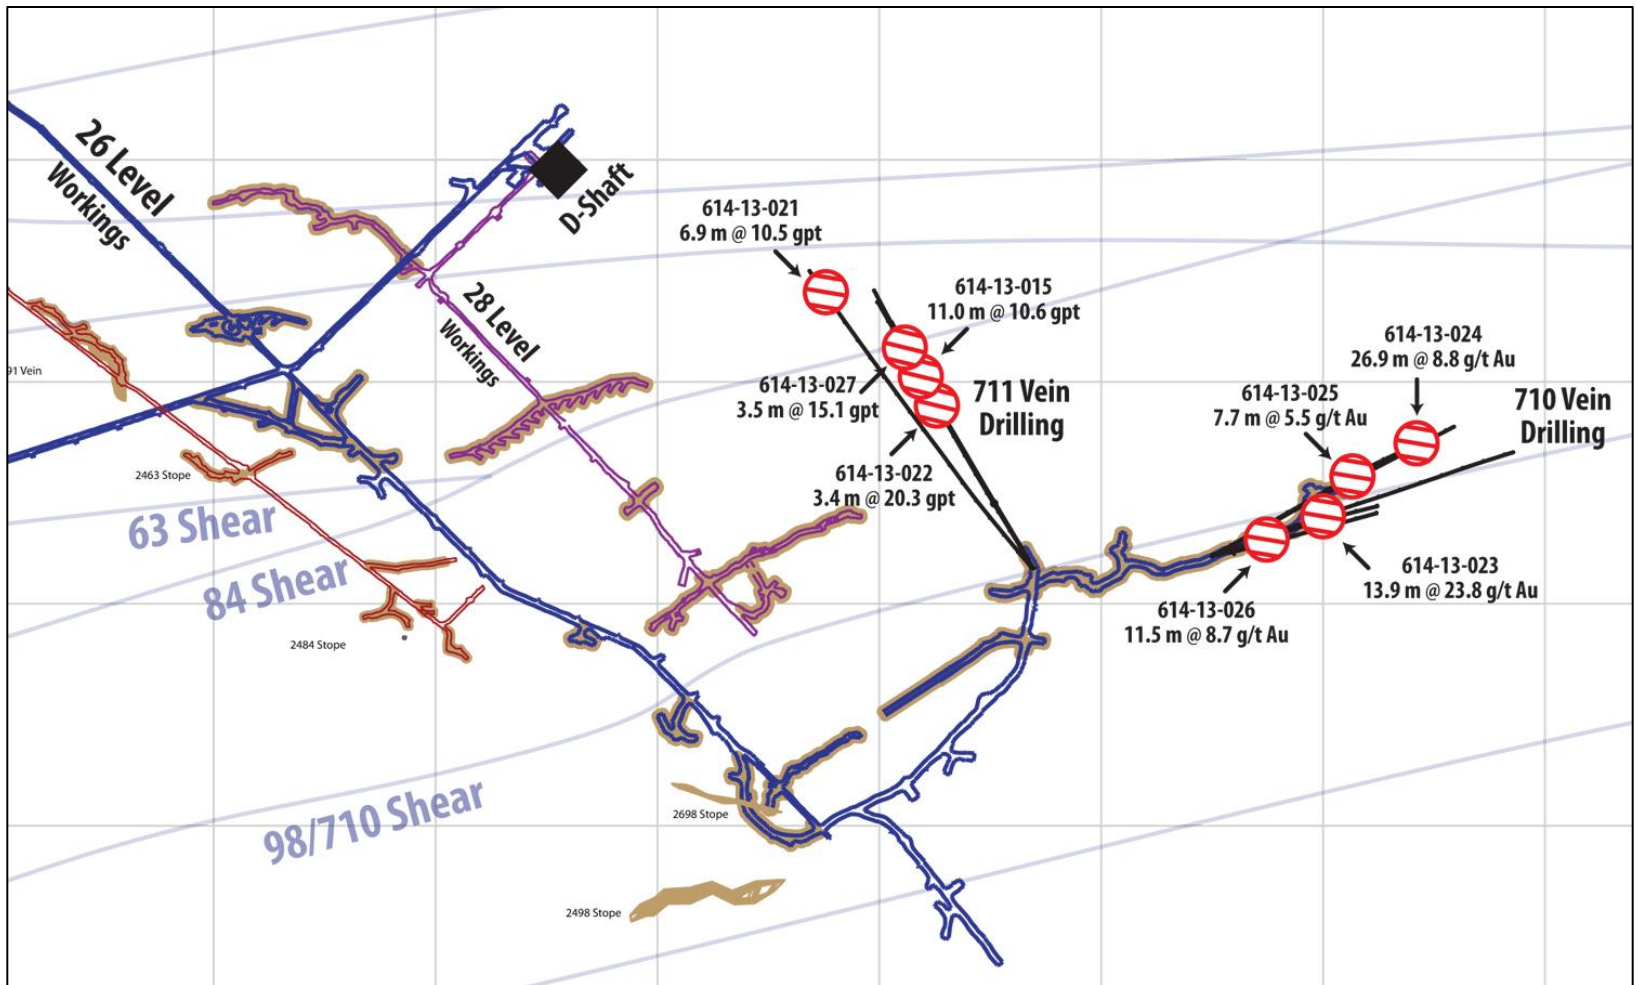 26 Level
Workings
D-Shaft
614-13-021
6.9 m @ 10.5 gpt
614-13-015
11.0 m @ 10.6 gpt
28 Level
Workings
614-13-024
26.9 m @ 8.8 g/t Au
91 Vein
614-13-027
3.5 m @ 15.1 gpt
711 Vein
Drilling
614-13-025
7.7 m @ 5.5 g/t Au
710 Vein
Drilling
2463 Stope
614-13-022
3.4 m @ 20.3 gpt
63 Shear
84 Shear
614-13-023
13.9 m @ 23.8 g/t Au
614-13-026
11.5 m @ 8.7 g/t Au
2484 Stope
98/710 Shear
2698 Stope
2498 Stope